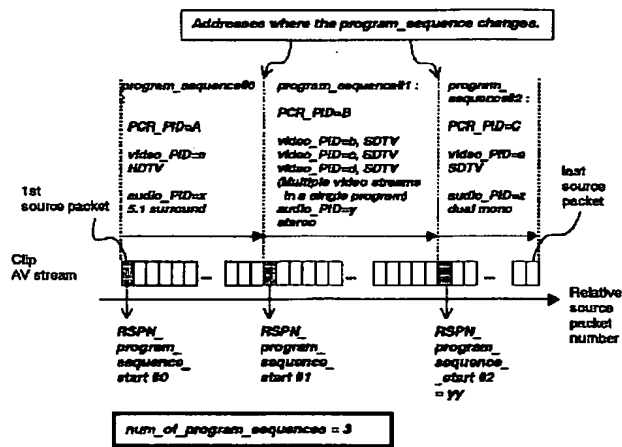 Addresses where the program_sequence changes.
program_sequence#0
PCR_PID=A
video_PID=a
HDTV
audio_PID=x
5.1 surround
program_sequence#1 :
PCR_PID=B
video_PID=b, SDTV
video_PID=c, SDTV
video_PID=d, SDTV
(Multiple video streams
in a single program)
audio_PID=y
stereo
program_
sequence#2 :
PCR_PID=C
video_PID=e
SDTV
audio_PID=z
dual mono
1st
source packet
last
source
packet
Clip
AV stream
...
...
...
Relative
source
packet
number
RSPN_
program_
sequence_
start #0
RSPN_
program_
sequence_
start #1
RSPN_
program_
sequence_
_start #2
= yy
num_of_program_sequences = 3